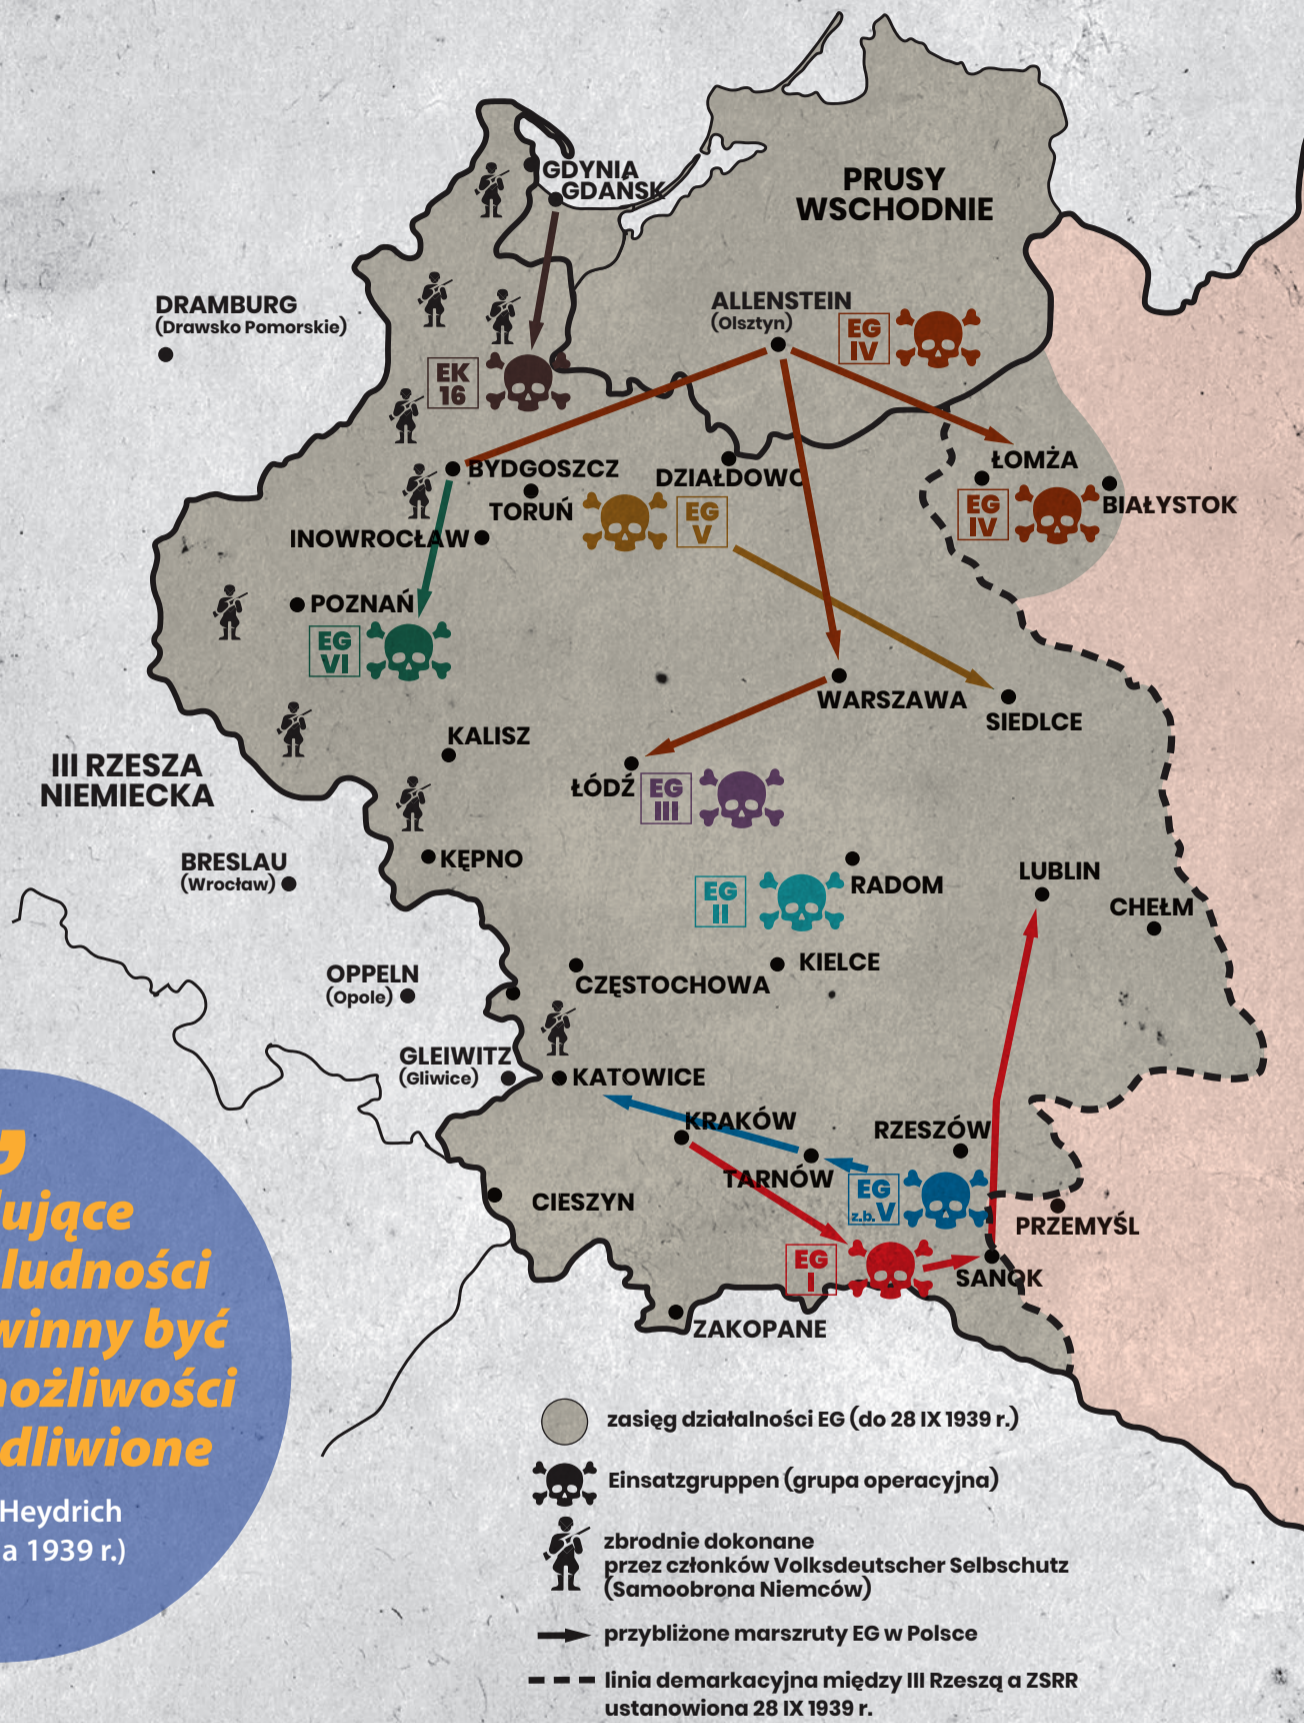 GDYNIA
GDAŃSK
PRUSY
WSCHODNIE
DRAMBURG
(Drawsko Pomorskie)
ALLENSTEIN
(Olsztyn)
EG
IV
EK
16
BYDGOSZCZ
DZIAŁDOWO
ŁOMŻA
BIAŁYSTOK
TORUŃ
EG
V
EG
IV
INOWROCŁAW
POZNAŃ
EG
VI
WARSZAWA
SIEDLCE
KALISZ
III RZESZA
NIEMIECKA
ŁÓDŹ
EG
III
BRESLAU
(Wrocław)
KĘPNO
RADOM
EG
II
LUBLIN
CHEŁM
OPPELN
(Opole)
CZĘSTOCHOWA
KIELCE
GLEIWITZ
(Gliwice)
KATOWICE
KRAKÓW
RZESZÓW
TARNÓW
EG
z.b.V
CIESZYN
PRZEMYŚL
EG
I
SANOK
ZAKOPANE
ujące
ludności
winny być
ożliwości
dliwione
Heydrich
a 1939 r.)
zasięg działalności EG (do 28 IX 1939 r.)
Einsatzgruppen (grupa operacyjna)
zbrodnie dokonane
przez członków Volksdeutscher Selbschutz
(Samoobrona Niemców)
przybliżone marszruty EG w Polsce
linia demarkacyjna między III Rzeszą a ZSRR
ustanowiona 28 IX 1939 r.